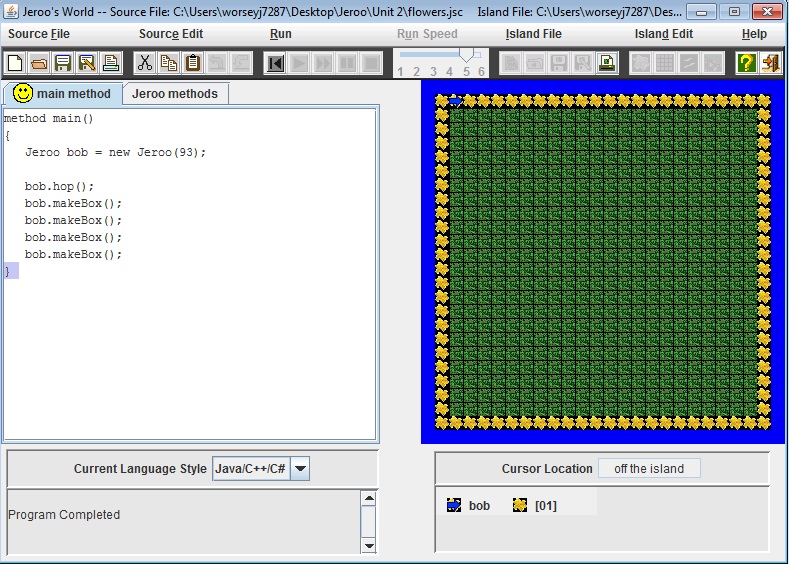 Jeroo's World -- Source File: C:\Users\worseyj7287\Desktop\Jeroo\Unit 2\flowers.jsc    Island File: C:\Users\worseyj7287\Des...
Source File    Source Edit    Run    Run Speed    Island File    Island Edit    Help
1 2 3 4 5 6
main method    Jeroo methods
method main()
{
Jeroo bob = new Jeroo(93);
bob.hop();
bob.makeBox();
bob.makeBox();
bob.makeBox();
bob.makeBox();
}
Current Language Style    Java/C++/C#
Cursor Location    off the island
Program Completed
bob    [01]